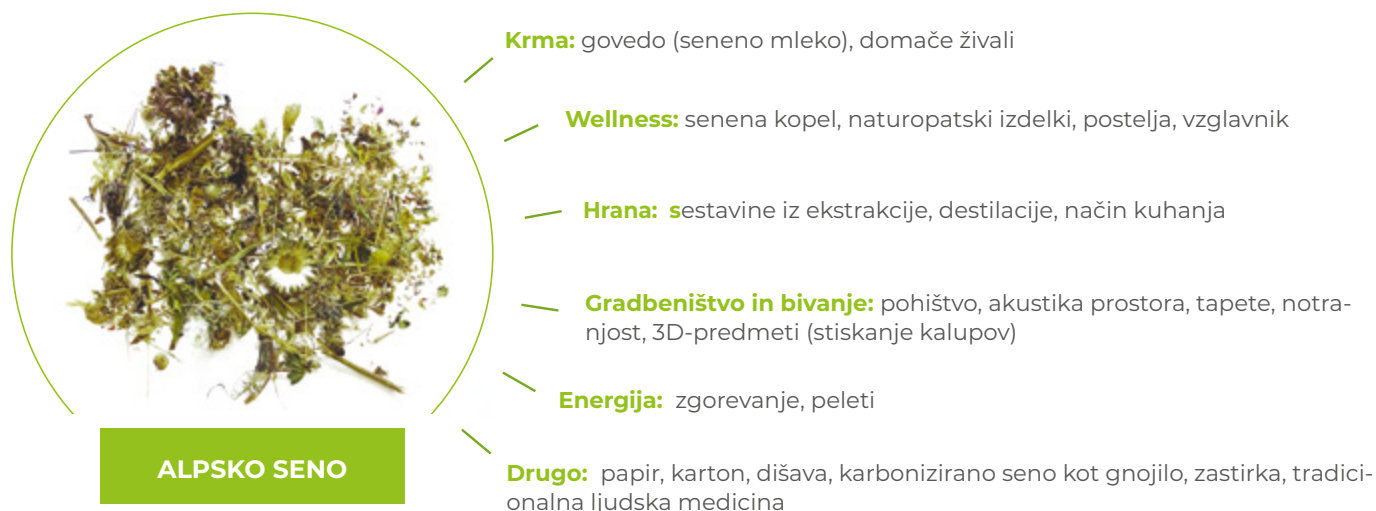 Krma: govedo (seneno mleko), domače živali
Wellness: senena kopel, naturopatski izdelki, postelja, vzglavnik
Hrana: sestavine iz ekstrakcije, destilacije, način kuhanja
Gradbeništvo in bivanje: pohištvo, akustika prostora, tapete, notra-
njost, 3D-predmeti (stiskanje kalupov)
Energija: zgorevanje, peleti
ALPSKO SENO
Drugo: papir, karton, dišava, karbonizirano seno kot gnojilo, zastirka, tradici-
onalna ljudska medicina